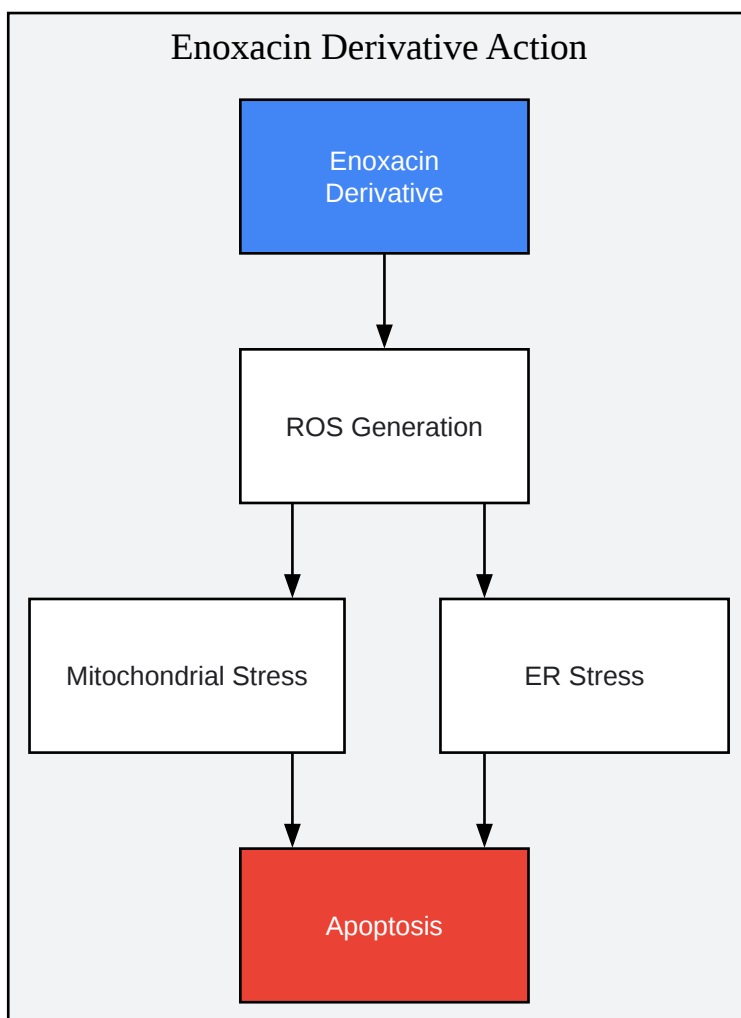 Enoxacin Derivative Action
Enoxacin
Derivative
ROS Generation
Mitochondrial Stress
ER Stress
Apoptosis